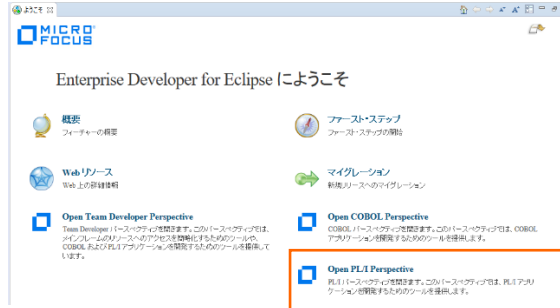 ようこそ
MICRO
FOCUS
Enterprise Developer for Eclipse にようこそ
概要
フィーチャーの概要
ファースト・ステップ
ファースト・ステップの開始
Web リソース
Web 上の詳細情報
マイグレーション
新規リリースへのマイグレーション
Open Team Developer Perspective
Team Developer パースペクティブを開きます。このパースペクティブでは、
メインフレームのリソースへのアクセスを簡略化するためのツールや、
COBOL および PL/I アプリケーションを開発するためのツールを提供して
います。
Open COBOL Perspective
COBOL パースペクティブを開きます。このパースペクティブでは、COBOL
アプリケーションを開発するためのツールを提供します。
Open PL/I Perspective
PL/I パースペクティブを開きます。このパースペクティブでは、PL/I アプリ
ケーションを開発するためのツールを提供します。